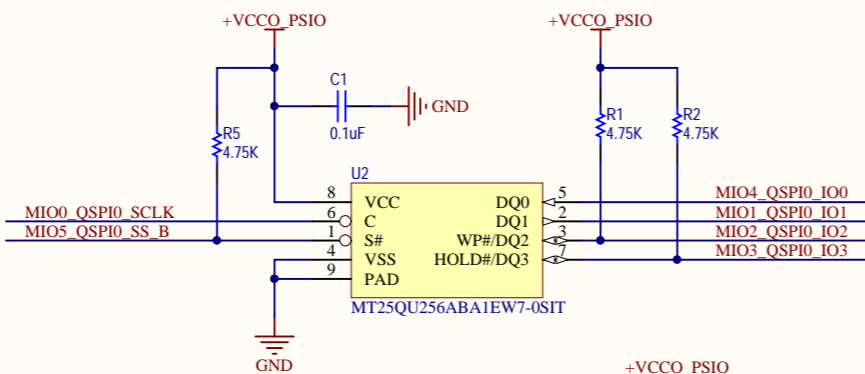 +VCCO_PSIO
+VCCO_PSIO
C1
0.1uF
GND
R5
4.75K
R1
4.75K
R2
4.75K
U2
8
VCC
DQ0
5
MIO4_QSPI0_IO0
MIO0_QSPI0_SCLK
6
C
DQ1
2
MIO1_QSPI0_IO1
MIO5_QSPI0_SS_B
1
S#
WP#/DQ2
3
MIO2_QSPI0_IO2
4
VSS
HOLD#/DQ3
7
MIO3_QSPI0_IO3
9
PAD
MT25QU256ABA1EW7-0SIT
GND
+VCCO_PSIO